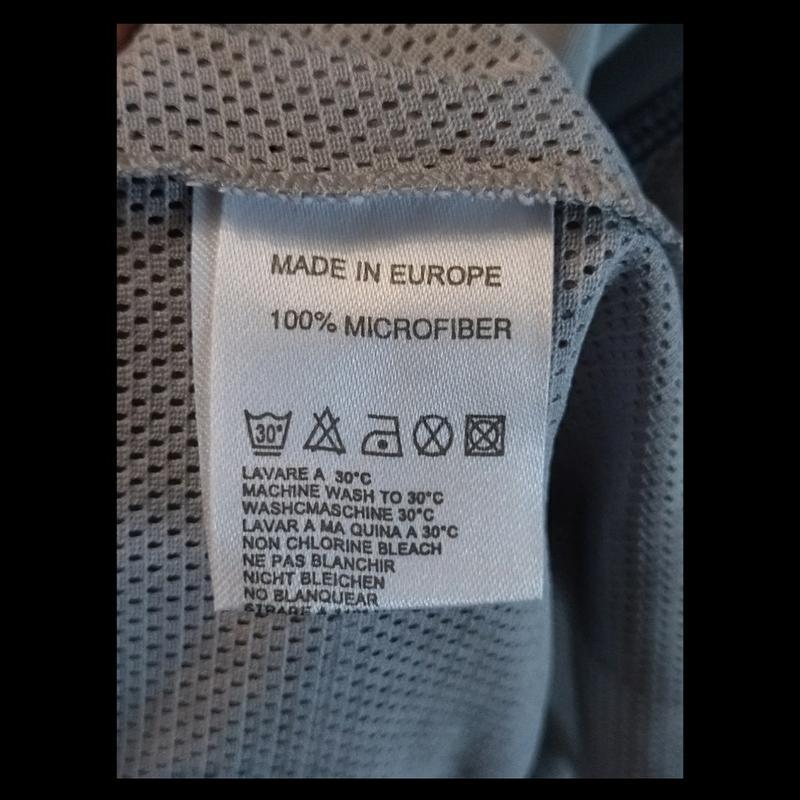 MADE IN EUROPE
100% MICROFIBER
30°
LAVARE A 30°C
MACHINE WASH TO 30°C
WASHCMASCHINE 30°C
LAVAR A MA QUINA A 30°C
NON CHLORINE BLEACH
NE PAS BLANCHIR
NICHT BLEICHEN
NO BLANQUEAR
STIRARE A